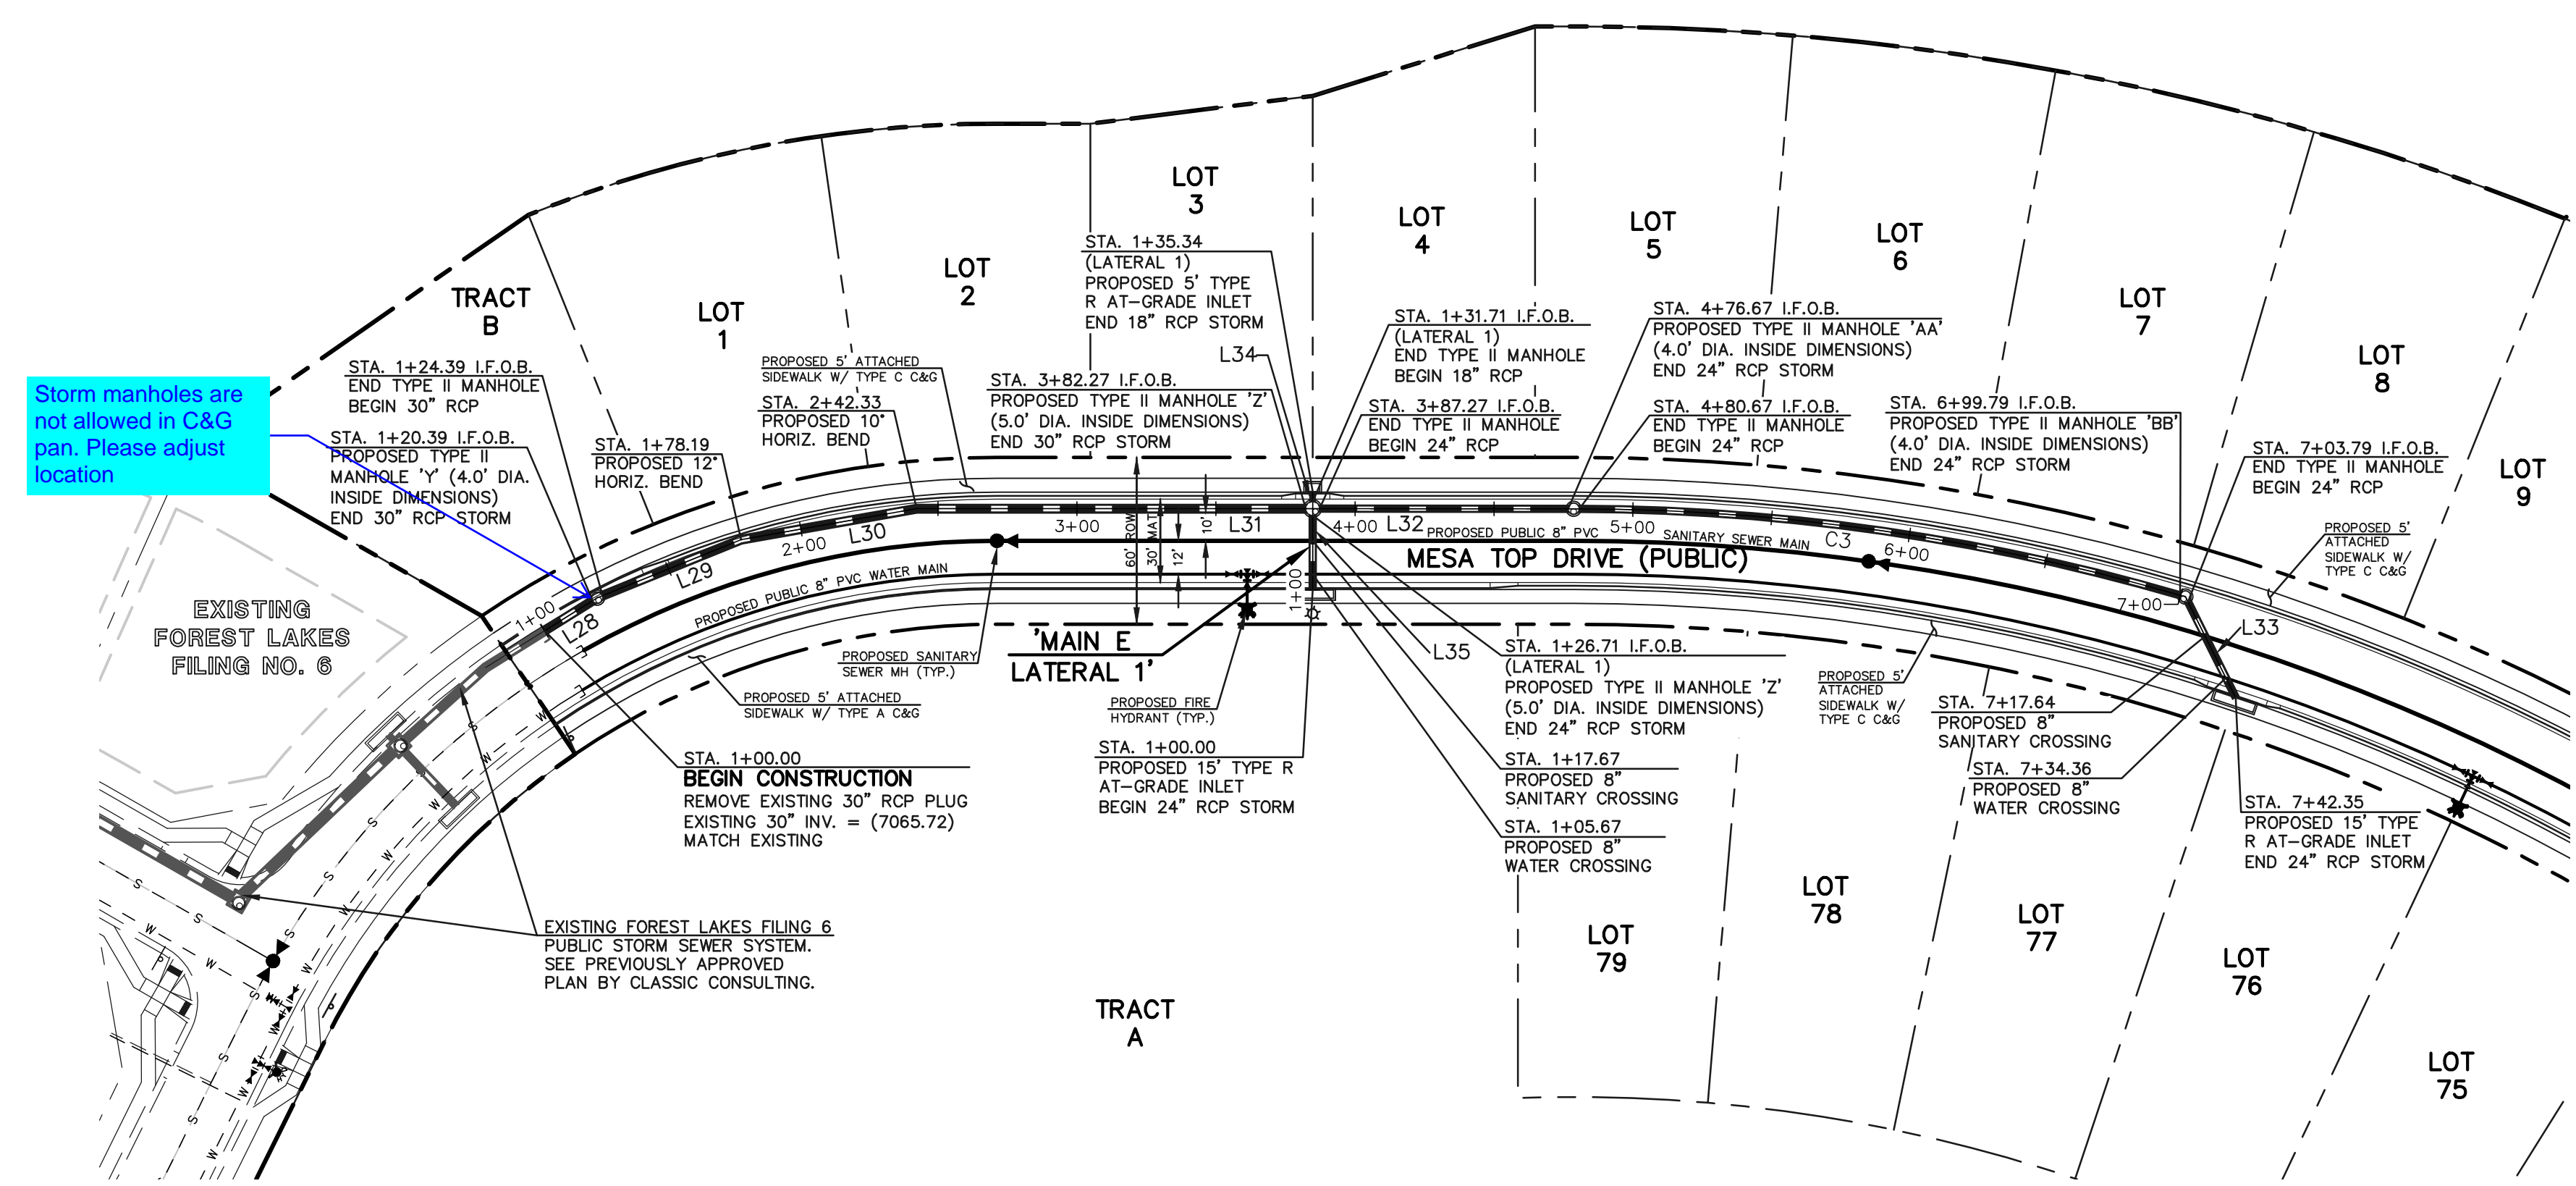 LOT
3
LOT
4
LOT
5
LOT
6
LOT
7
LOT
8
LOT
9
LOT
2
LOT
1
TRACT
B
Storm manholes are
not allowed in C&G
pan. Please adjust
location
STA. 1+24.39 I.F.O.B.
END TYPE II MANHOLE
BEGIN 30" RCP
STA. 1+20.39 I.F.O.B.
PROPOSED TYPE II
MANHOLE 'Y' (4.0' DIA.
INSIDE DIMENSIONS)
END 30" RCP STORM
STA. 1+78.19
PROPOSED 12°
HORIZ. BEND
PROPOSED 5' ATTACHED
SIDEWALK W/ TYPE C C&G
STA. 2+42.33
PROPOSED 10°
HORIZ. BEND
STA. 1+35.34
(LATERAL 1)
PROPOSED 5' TYPE
R AT-GRADE INLET
END 18" RCP STORM
L34
STA. 3+82.27 I.F.O.B.
PROPOSED TYPE II MANHOLE 'Z'
(5.0' DIA. INSIDE DIMENSIONS)
END 30" RCP STORM
STA. 1+31.71 I.F.O.B.
(LATERAL 1)
END TYPE II MANHOLE
BEGIN 18" RCP
STA. 3+87.27 I.F.O.B.
END TYPE II MANHOLE
BEGIN 24" RCP
STA. 4+76.67 I.F.O.B.
PROPOSED TYPE II MANHOLE 'AA'
(4.0' DIA. INSIDE DIMENSIONS)
END 24" RCP STORM
STA. 4+80.67 I.F.O.B.
END TYPE II MANHOLE
BEGIN 24" RCP
STA. 6+99.79 I.F.O.B.
PROPOSED TYPE II MANHOLE 'BB'
(4.0' DIA. INSIDE DIMENSIONS)
END 24" RCP STORM
STA. 7+03.79 I.F.O.B.
END TYPE II MANHOLE
BEGIN 24" RCP
PROPOSED 5'
ATTACHED
SIDEWALK W/
TYPE C C&G
1+00
L28
L29
2+00
L30
3+00
60' ROW
30' MAT
12'
10'
L31
4+00
L32
5+00
PROPOSED PUBLIC 8" PVC SANITARY SEWER MAIN
C3
6+00
7+00
MESA TOP DRIVE (PUBLIC)
PROPOSED PUBLIC 8" PVC WATER MAIN
1+00
L33
L35
EXISTING
FOREST LAKES
FILING NO. 6
PROPOSED SANITARY
SEWER MH (TYP.)
'MAIN E
LATERAL 1'
PROPOSED 5' ATTACHED
SIDEWALK W/ TYPE A C&G
PROPOSED FIRE
HYDRANT (TYP.)
STA. 1+26.71 I.F.O.B.
(LATERAL 1)
PROPOSED TYPE II MANHOLE 'Z'
(5.0' DIA. INSIDE DIMENSIONS)
END 24" RCP STORM
PROPOSED 5'
ATTACHED
SIDEWALK W/
TYPE C C&G
STA. 7+17.64
PROPOSED 8"
SANITARY CROSSING
STA. 7+34.36
PROPOSED 8"
WATER CROSSING
STA. 7+42.35
PROPOSED 15' TYPE
R AT-GRADE INLET
END 24" RCP STORM
STA. 1+00.00
BEGIN CONSTRUCTION
REMOVE EXISTING 30" RCP PLUG
EXISTING 30" INV. = (7065.72)
MATCH EXISTING
STA. 1+00.00
PROPOSED 15' TYPE R
AT-GRADE INLET
BEGIN 24" RCP STORM
STA. 1+17.67
PROPOSED 8"
SANITARY CROSSING
STA. 1+05.67
PROPOSED 8"
WATER CROSSING
EXISTING FOREST LAKES FILING 6
PUBLIC STORM SEWER SYSTEM.
SEE PREVIOUSLY APPROVED
PLAN BY CLASSIC CONSULTING.
TRACT
A
LOT
79
LOT
78
LOT
77
LOT
76
LOT
75
S
S
S
S
S
S
S
S
W
W
W
W
W
W
W
W
W
W
W